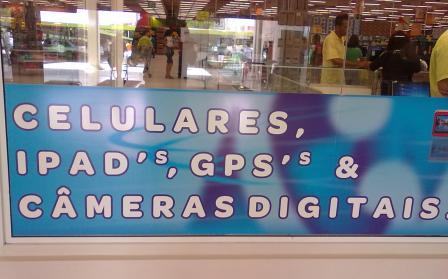 CELULARES,
IPAD'S, GPS'S &
CÂMERAS DIGITAIS.